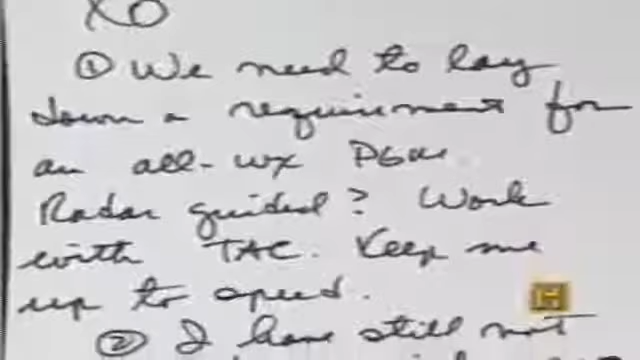 XO
① We need to lay
down a requirement for
an all-wx PGM.
Radar guided? Work
with TAC. Keep me
up to speed.
H
② I have still not